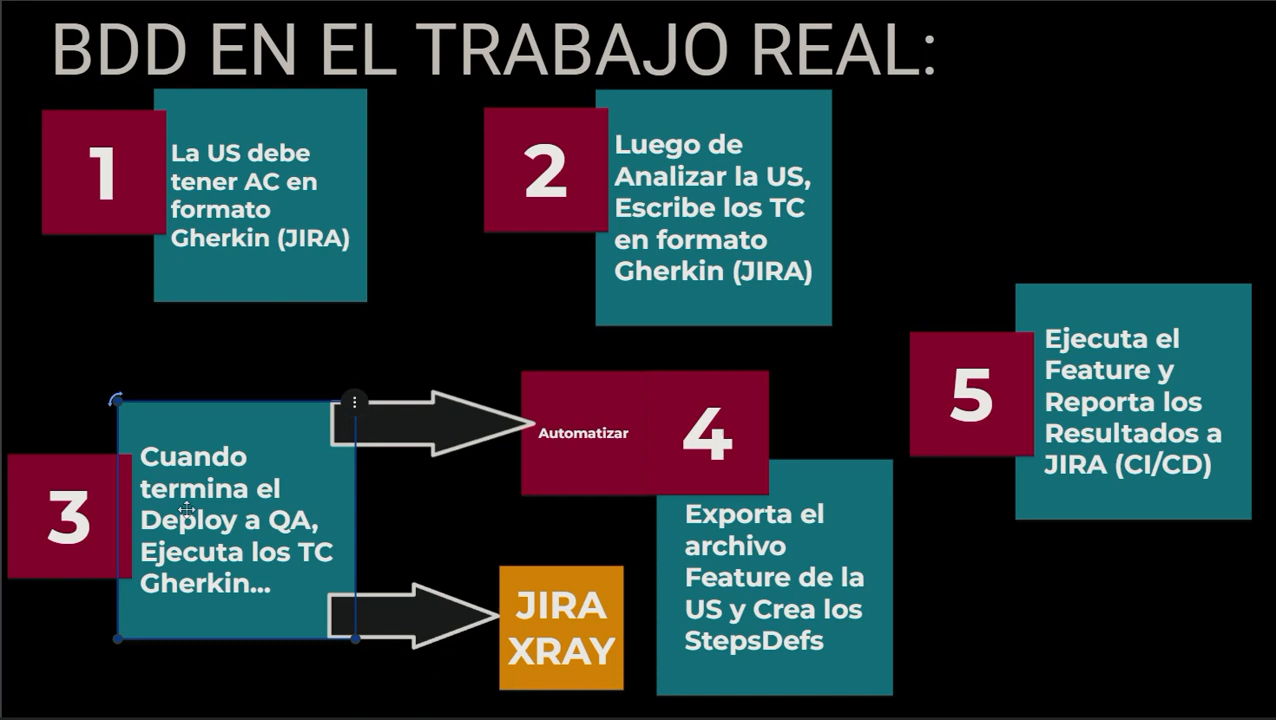 BDD EN EL TRABAJO REAL:
1
La US debe
tener AC en
formato
Gherkin (JIRA)
2
Luego de
Analizar la US,
Escribe los TC
en formato
Gherkin (JIRA)
3
Cuando
termina el
Deploy a QA,
Ejecuta los TC
Gherkin...
Automatizar
4
Exporta el
archivo
Feature de la
US y Crea los
StepsDefs
JIRA
XRAY
5
Ejecuta el
Feature y
Reporta los
Resultados a
JIRA (CI/CD)